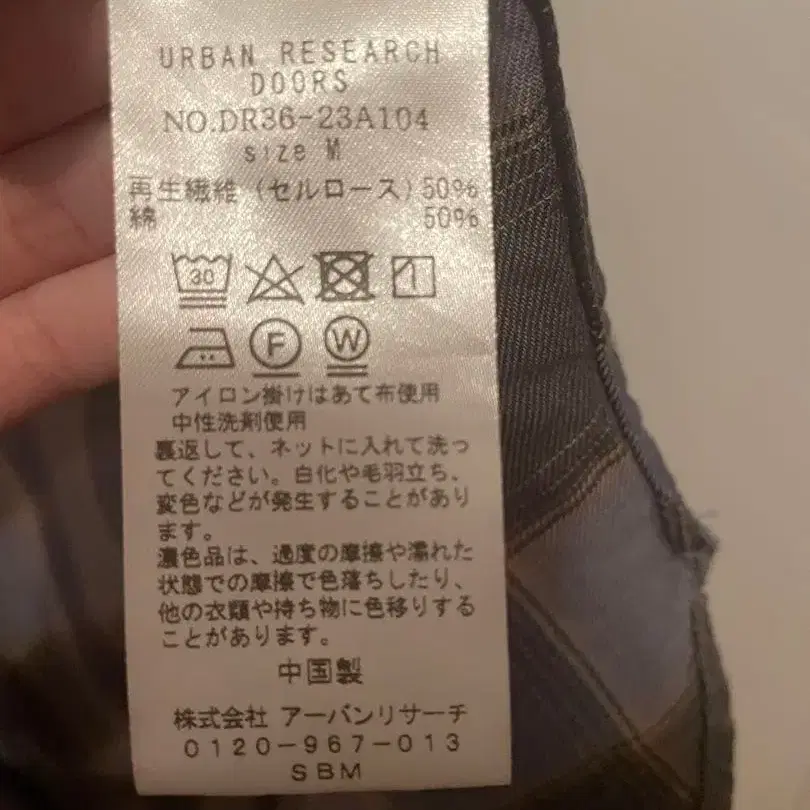 URBAN RESEARCH
DOORS
NO.DR36-23A104
size M
再生繊維 (セルロース) 50%
綿 50%
30
F W
アイロン掛けはあて布使用
中性洗剤使用
裏返して、ネットに入れて洗っ
てください。白化や毛羽立ち、
変色などが発生することがあり
ます。
濃色品は、過度の摩擦や濡れた
状態での摩擦で色落ちしたり、
他の衣類や持ち物に色移りする
ことがあります。
中国製
株式会社 アーバンリサーチ
0120-967-013
SBM